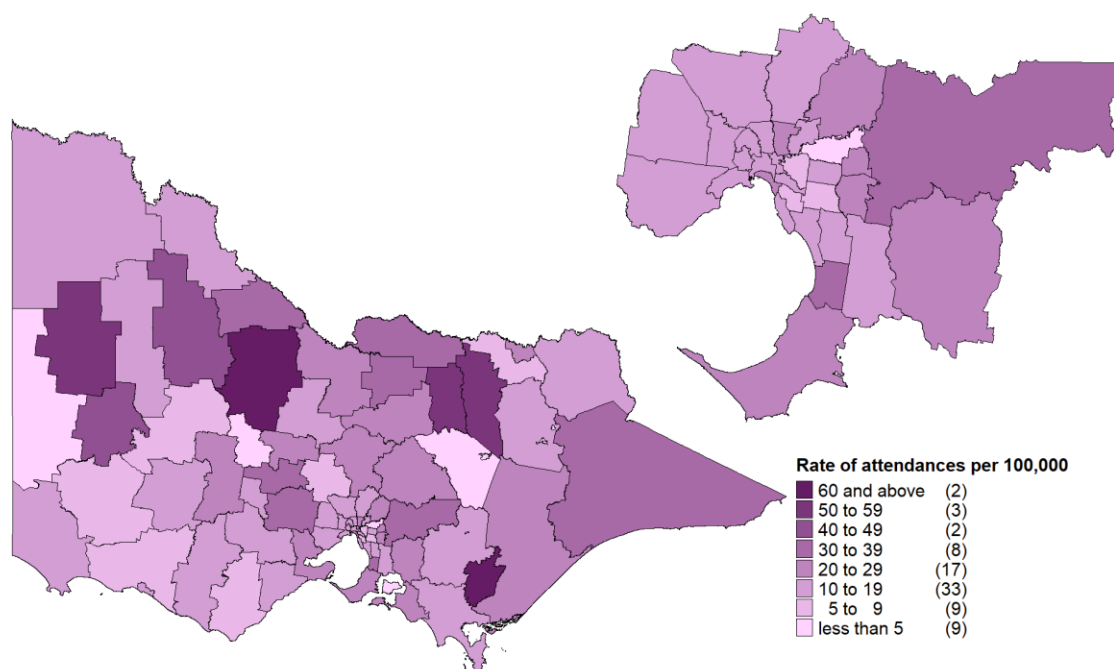 Rate of attendances per 100,000
60 and above (2)
50 to 59 (3)
40 to 49 (2)
30 to 39 (8)
20 to 29 (17)
10 to 19 (33)
5 to 9 (9)
less than 5 (9)